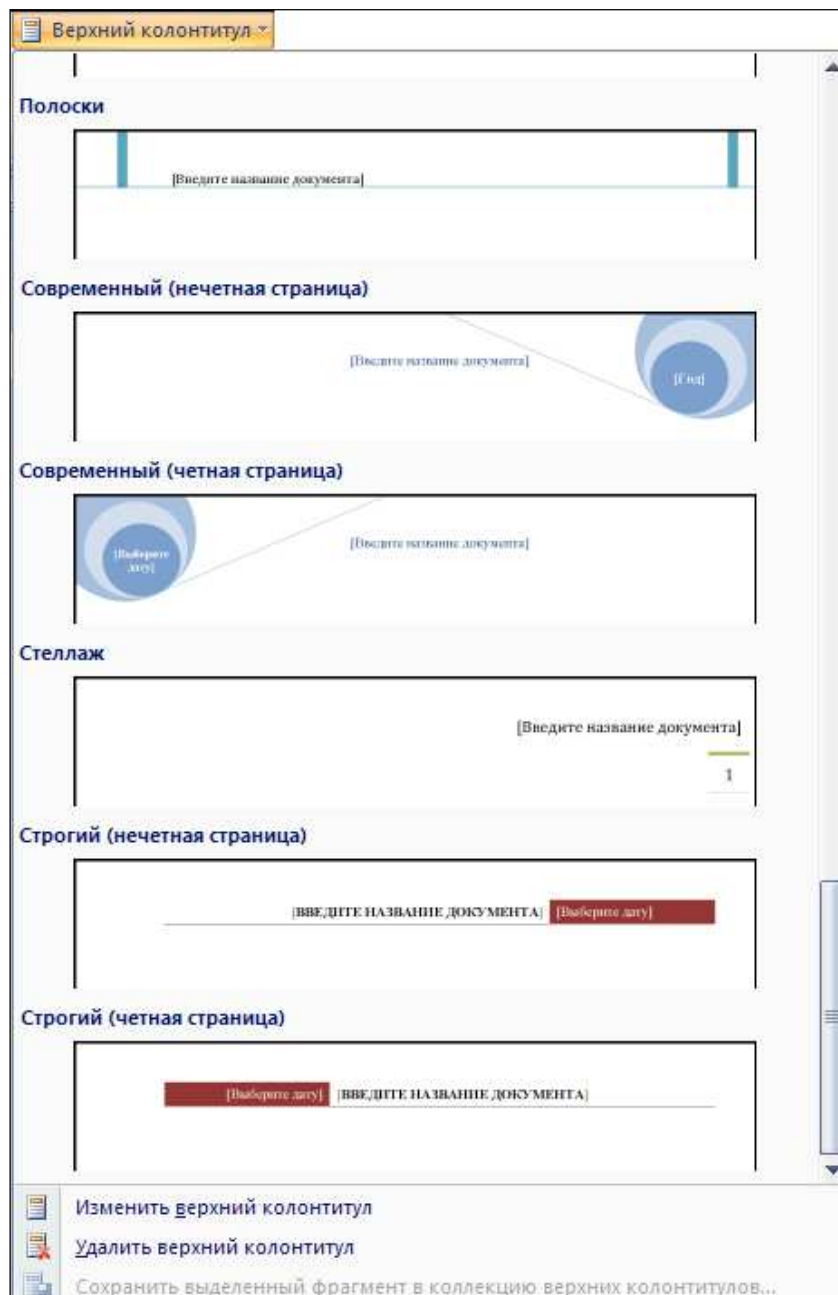 Верхний колонтитул
Полоски
[Введите название документа]
Современный (нечетная страница)
[Введите название документа]
[Год]
Современный (четная страница)
[Выберите
дату]
[Введите название документа]
Стеллаж
[Введите название документа]
1
Строгий (нечетная страница)
[ВВЕДИТЕ НАЗВАНИЕ ДОКУМЕНТА] [Выберите дату]
Строгий (четная страница)
[Выберите дату] [ВВЕДИТЕ НАЗВАНИЕ ДОКУМЕНТА]
Изменить верхний колонтитул
Удалить верхний колонтитул
Сохранить выделенный фрагмент в коллекцию верхних колонтитулов...